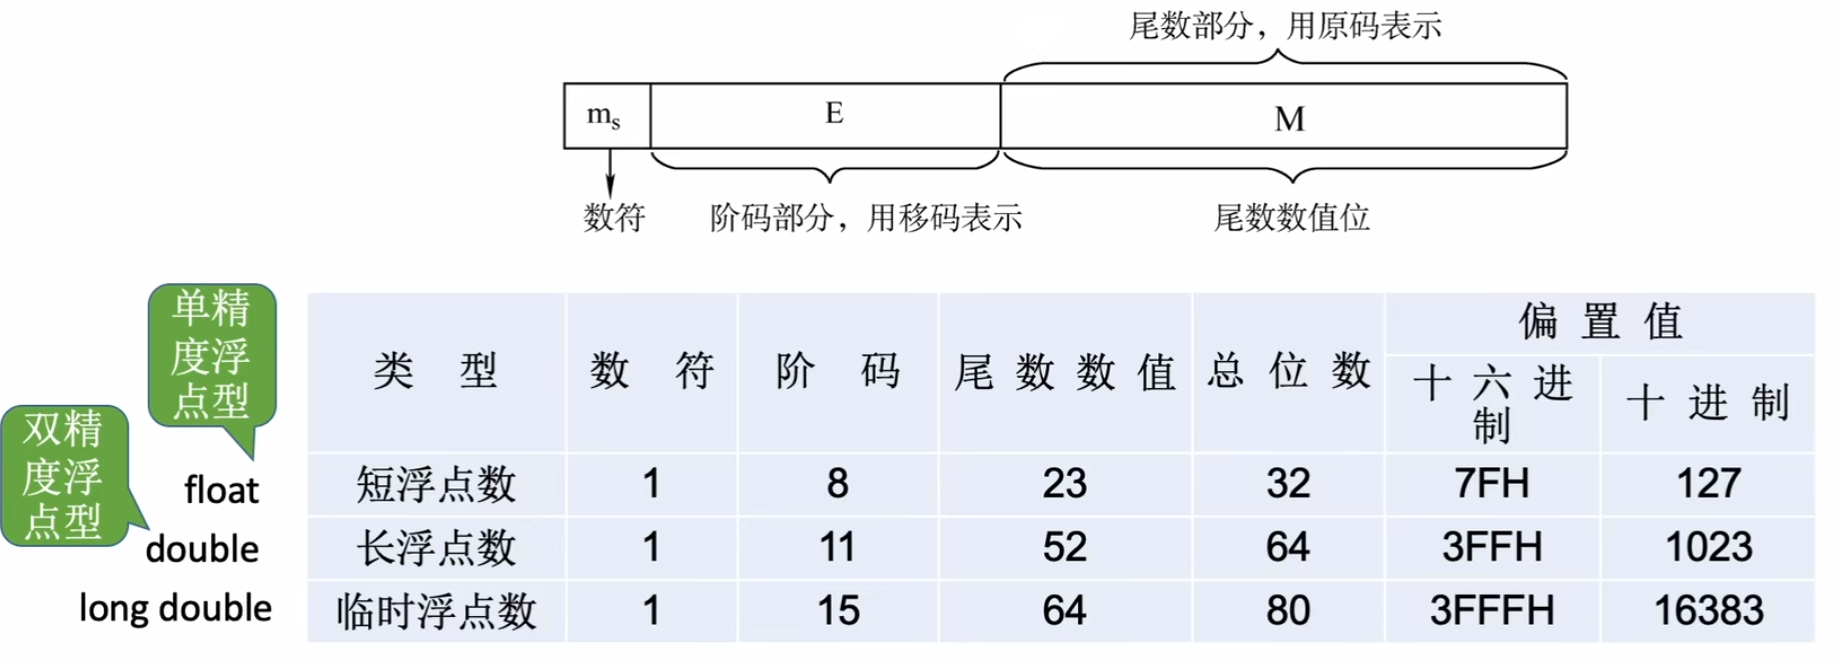 尾数部分，用原码表示
ms E M
数符 阶码部分，用移码表示 尾数数值位
单精
度浮
点型
双精
度浮
点型
float
double
long double
类 型 数 符 阶 码 尾数数值 总位数 偏置值
十六进
制
十进制
短浮点数 1 8 23 32 7FH 127
长浮点数 1 11 52 64 3FFH 1023
临时浮点数 1 15 64 80 3FFFH 16383